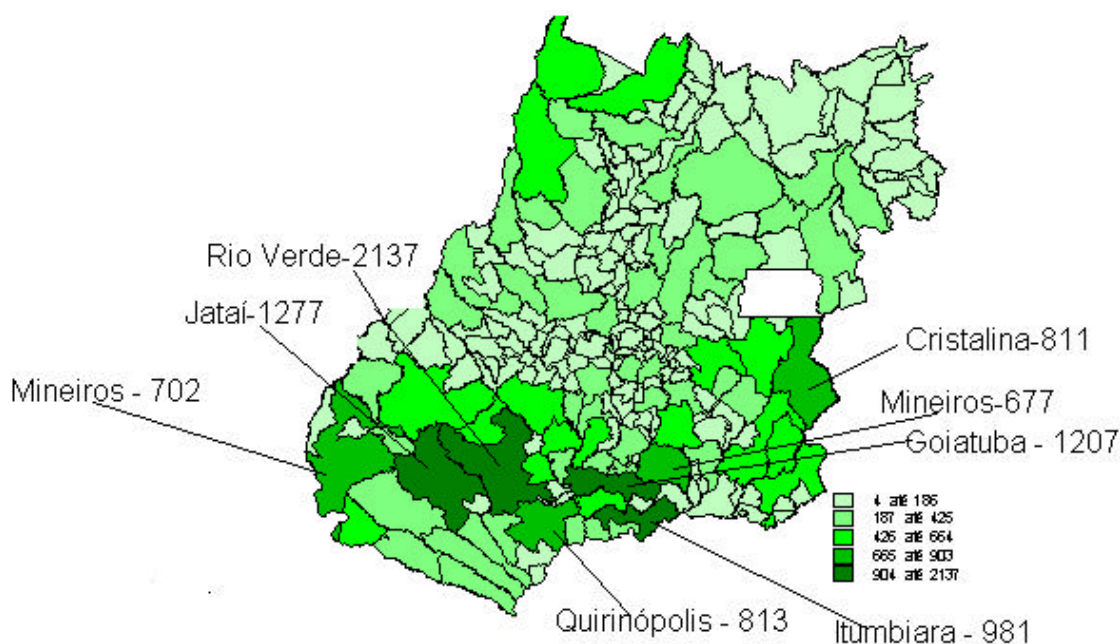 Rio Verde-2137
Jataí-1277
Mineiros - 702
Cristalina-811
Mineiros-677
Goiatuba - 1207
4 até 186
187 até 425
426 até 664
665 até 903
904 até 2137
Quirinópolis - 813
Itumbiara - 981